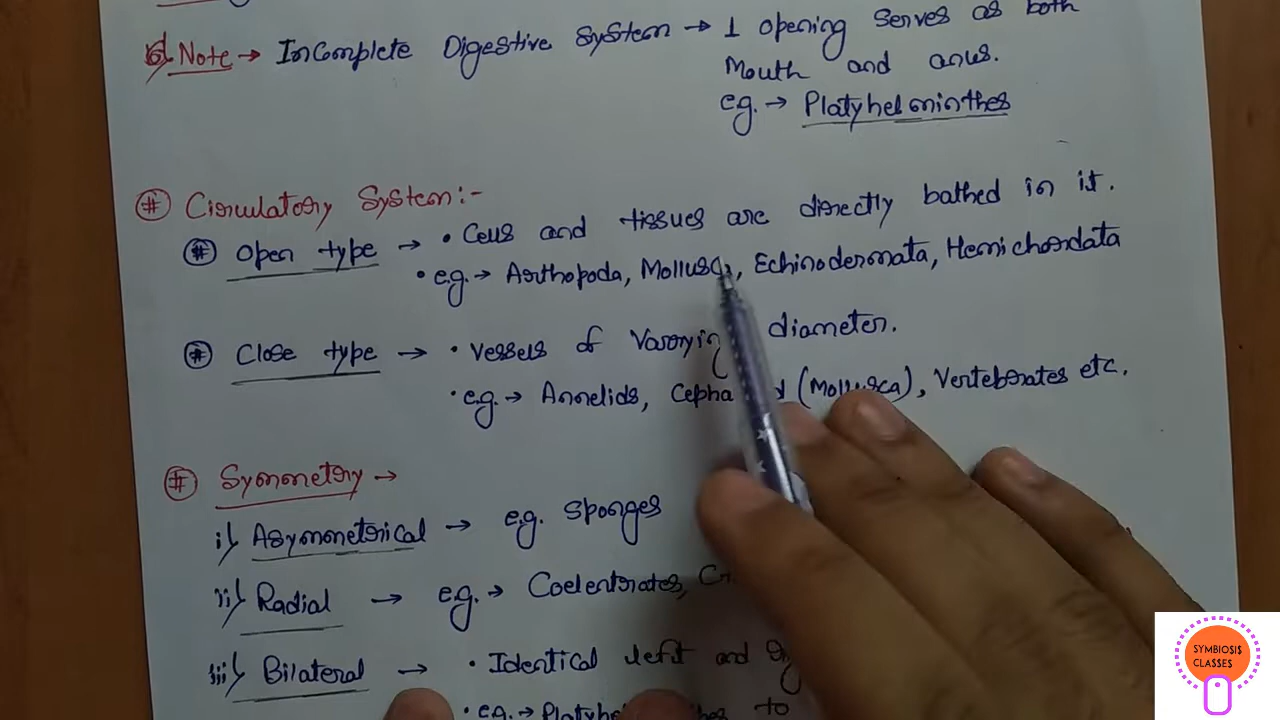 6) Note → Incomplete Digestive System → 1 opening serves as both
Mouth and anus.
e.g. → Platyhelminthes
# Circulatory System:-
# Open type → • Cells and tissues are directly bathed in it.
• e.g. → Arthopoda, Mollusca, Echinodermata, Hemichordata
# Close type → • Vessels of Varying diameter.
• e.g. → Annelids, (Mollusca), Vertebrates etc.
# Symmetry →
i) Asymmetrical → e.g. Sponges
ii) Radial → e.g. → Coelentrates,
iii) Bilateral → • Identical left and
• e.g. → to
SYMBIOSIS
CLASSES